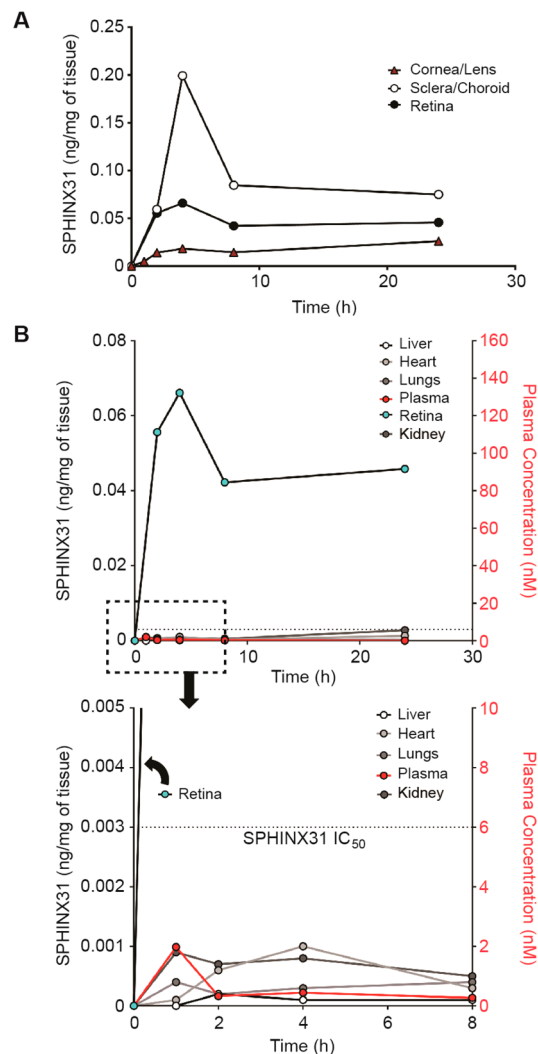 A
SPHINX31 (ng/mg of tissue)
0.25
0.20
0.15
0.10
0.05
0
0
10
20
30
Time (h)
Cornea/Lens
Sclera/Choroid
Retina
B
SPHINX31 (ng/mg of tissue)
0.08
0.06
0.04
0.02
0
0
10
20
30
Time (h)
Liver
Heart
Lungs
Plasma
Retina
Kidney
160
140
120
100
80
60
40
20
10
0
Plasma Concentration (nM)
SPHINX31 (ng/mg of tissue)
0.005
0.004
0.003
0.002
0.001
0
0
2
4
6
8
Time (h)
Retina
SPHINX31 IC50
Liver
Heart
Lungs
Plasma
Kidney
10
8
6
4
2
0
Plasma Concentration (nM)